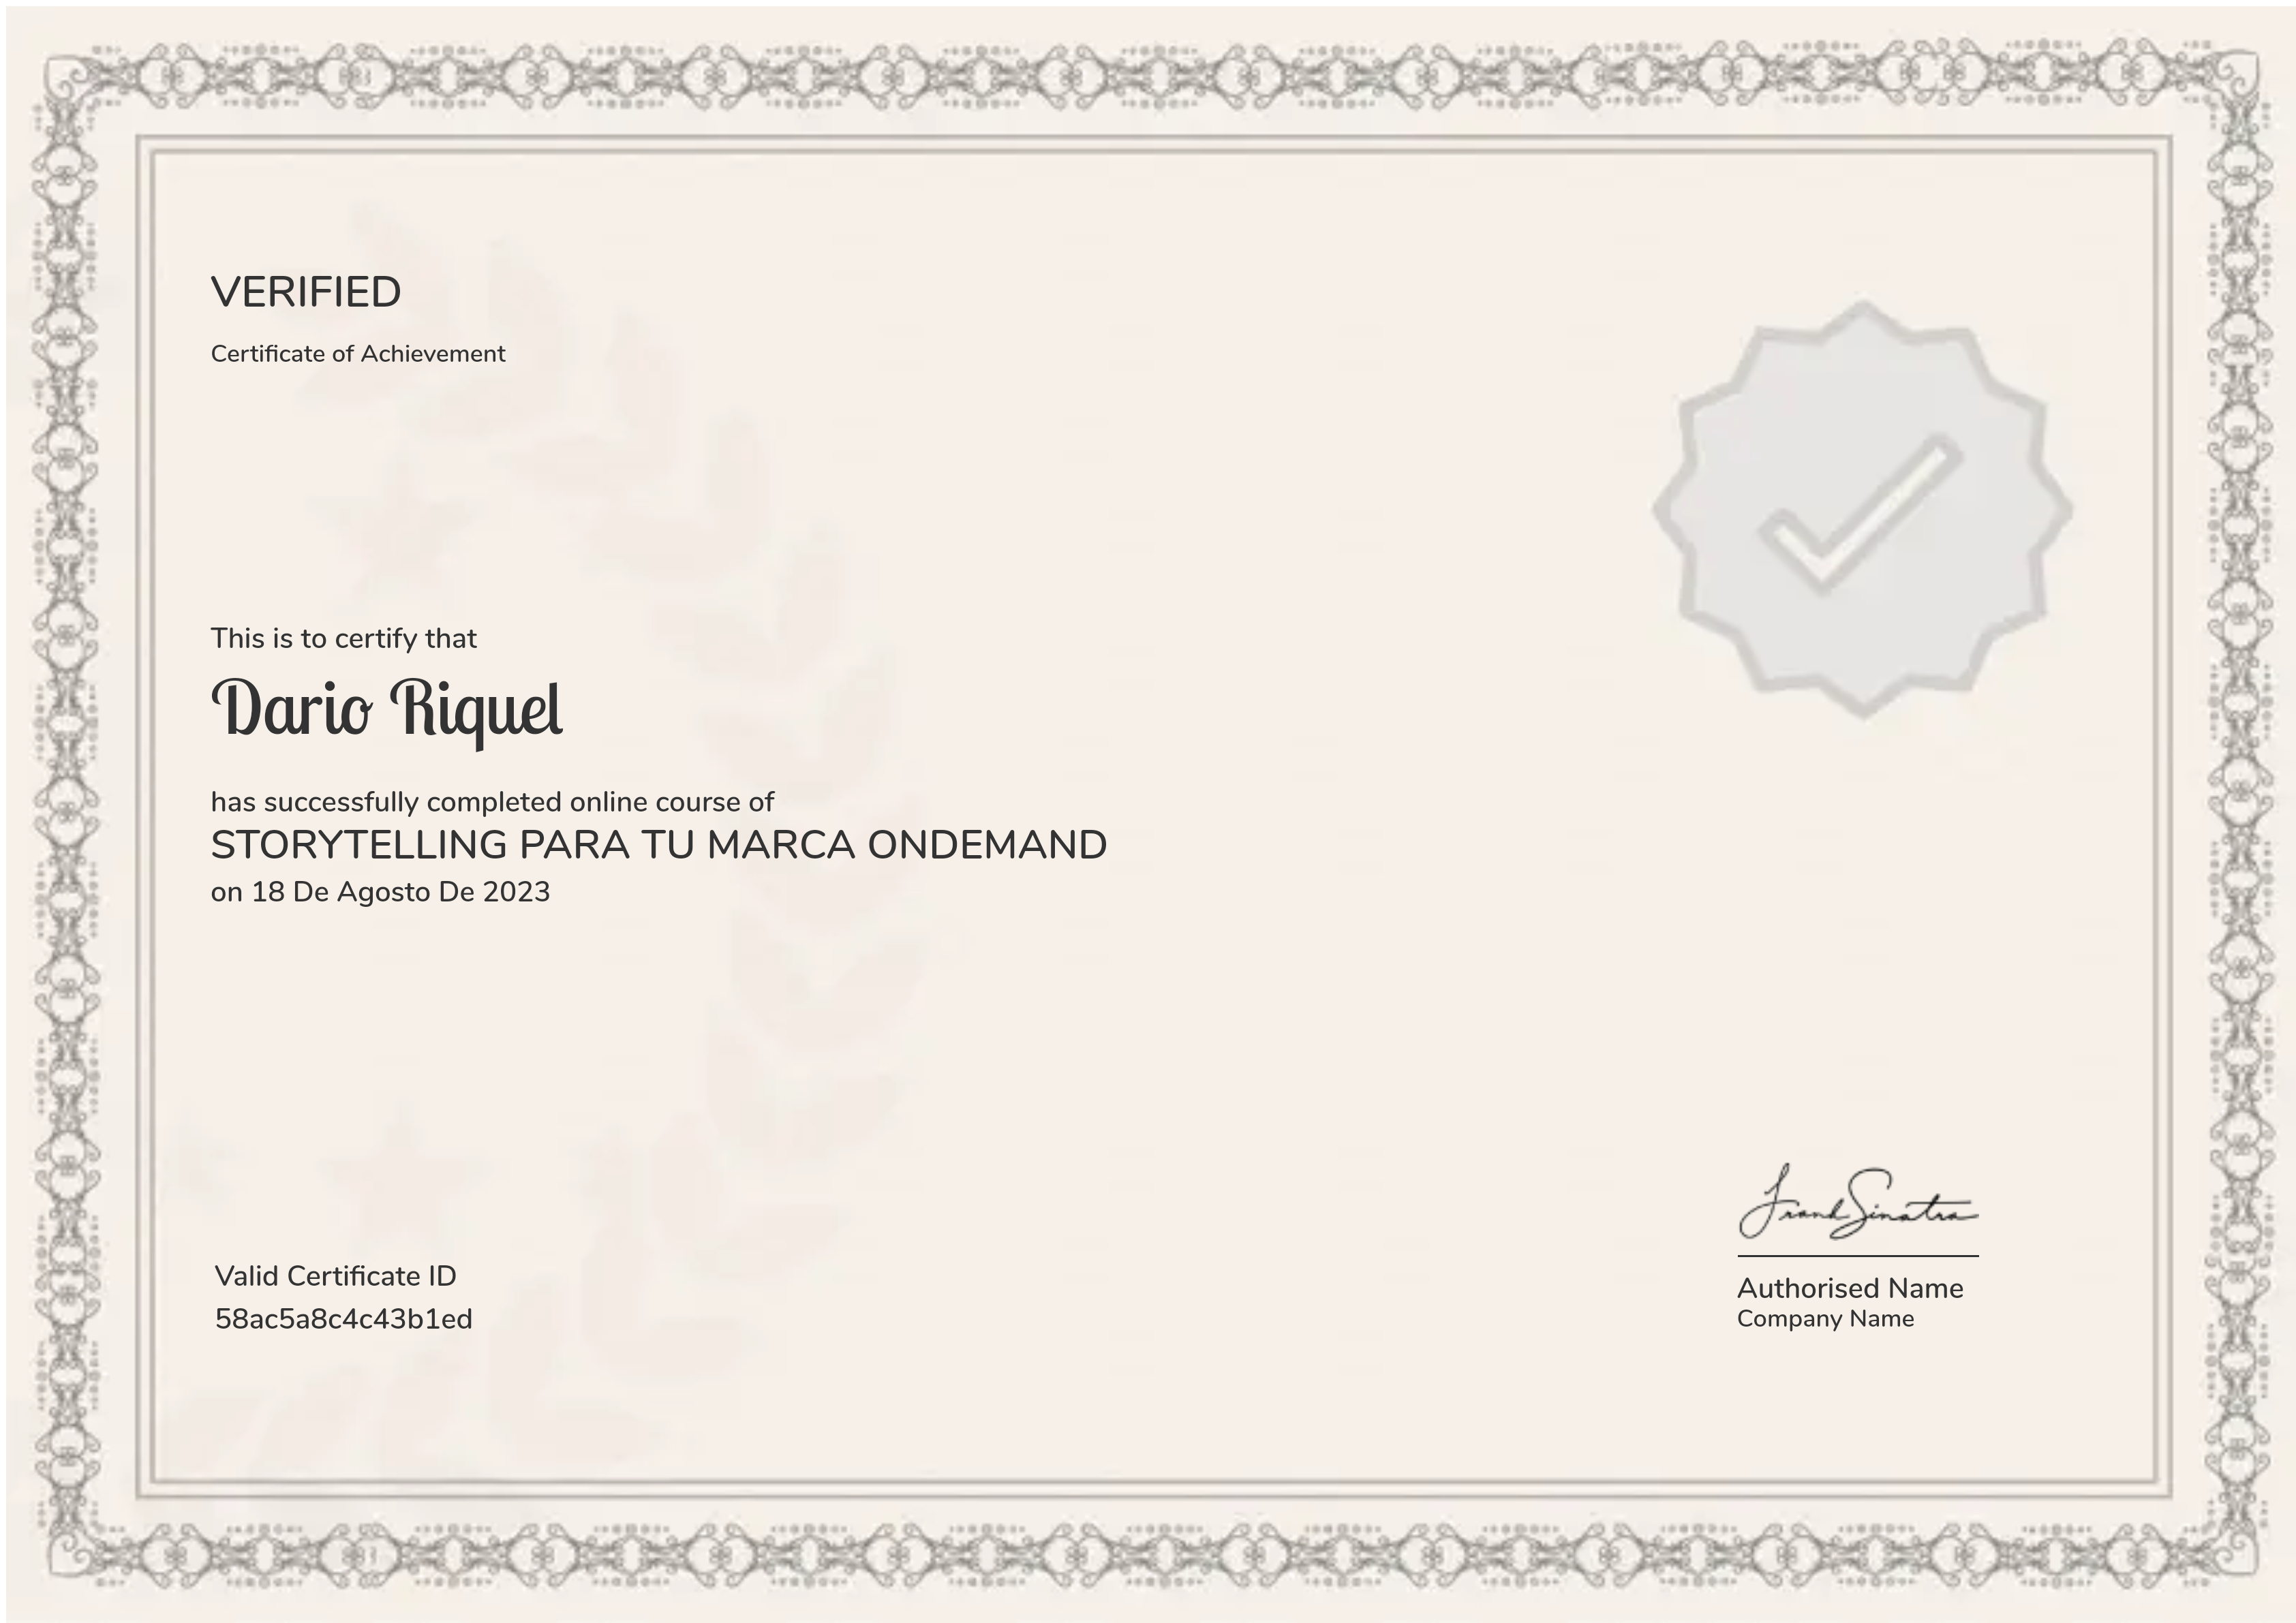 VERIFIED
Certificate of Achievement
This is to certify that
Dario Riquel
has successfully completed online course of
STORYTELLING PARA TU MARCA ONDEMAND
on 18 De Agosto De 2023
Frank Sinatra
Valid Certificate ID
58ac5a8c4c43b1ed
Authorised Name
Company Name